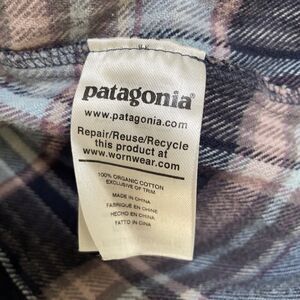 patagonia®
www.patagonia.com
Repair/Reuse/Recycle
this product at
www.wornwear.com
100% ORGANIC COTTON
EXCLUSIVE OF TRIM
MADE IN CHINA
FABRIQUÉ EN CHINE
HECHO EN CHINA
FATTO IN CINA